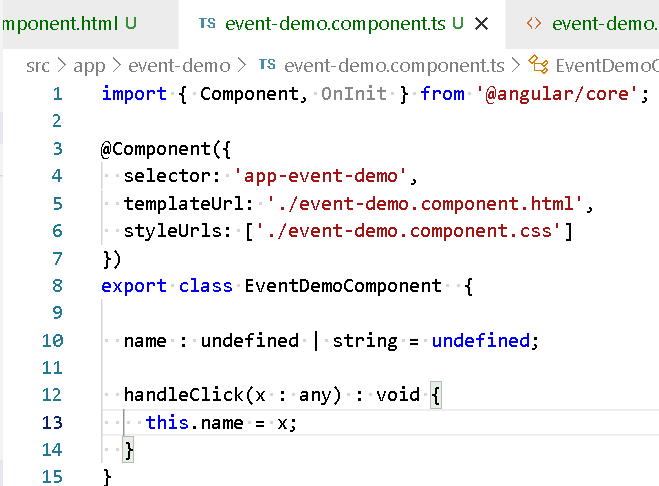 mponent.html U TS event-demo.component.ts U × <> event-demo.
src > app > event-demo > TS event-demo.component.ts > EventDemoC
1 import { Component, OnInit } from '@angular/core';
2
3 @Component({
4   selector: 'app-event-demo',
5   templateUrl: './event-demo.component.html',
6   styleUrls: ['./event-demo.component.css']
7 })
8 export class EventDemoComponent  {
9
10   name : undefined | string = undefined;
11
12   handleClick(x : any) : void {
13     this.name = x;
14   }
15 }